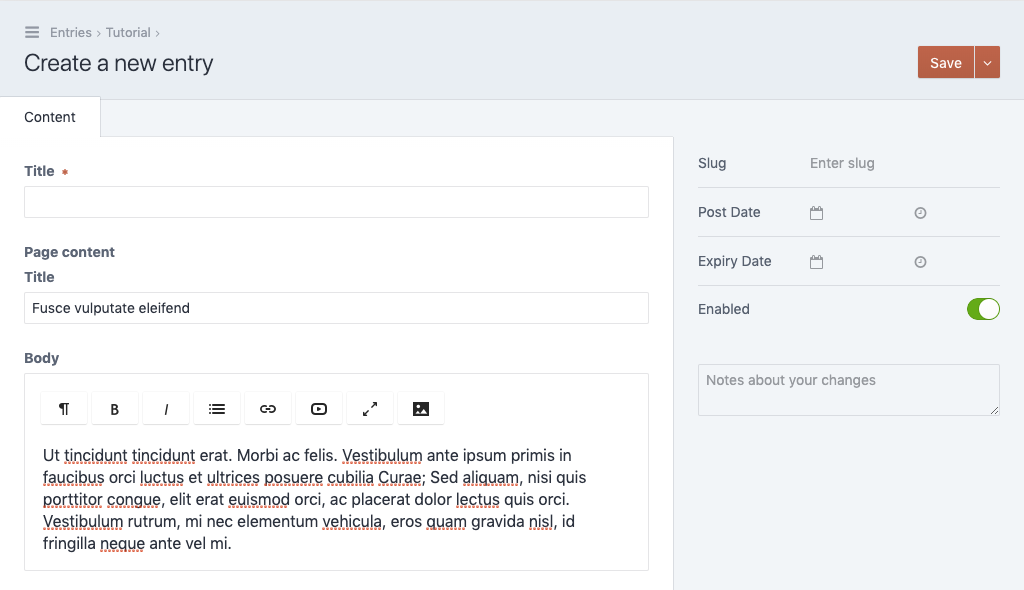 Entries › Tutorial ›
Create a new entry
Save
Content
Title *
Page content
Title
Fusce vulputate eleifend
Body
¶ B I
Ut tincidunt tincidunt erat. Morbi ac felis. Vestibulum ante ipsum primis in
faucibus orci luctus et ultrices posuere cubilia Curae; Sed aliquam, nisi quis
porttitor congue, elit erat euismod orci, ac placerat dolor lectus quis orci.
Vestibulum rutrum, mi nec elementum vehicula, eros quam gravida nisl, id
fringilla neque ante vel mi.
Slug Enter slug
Post Date
Expiry Date
Enabled
Notes about your changes